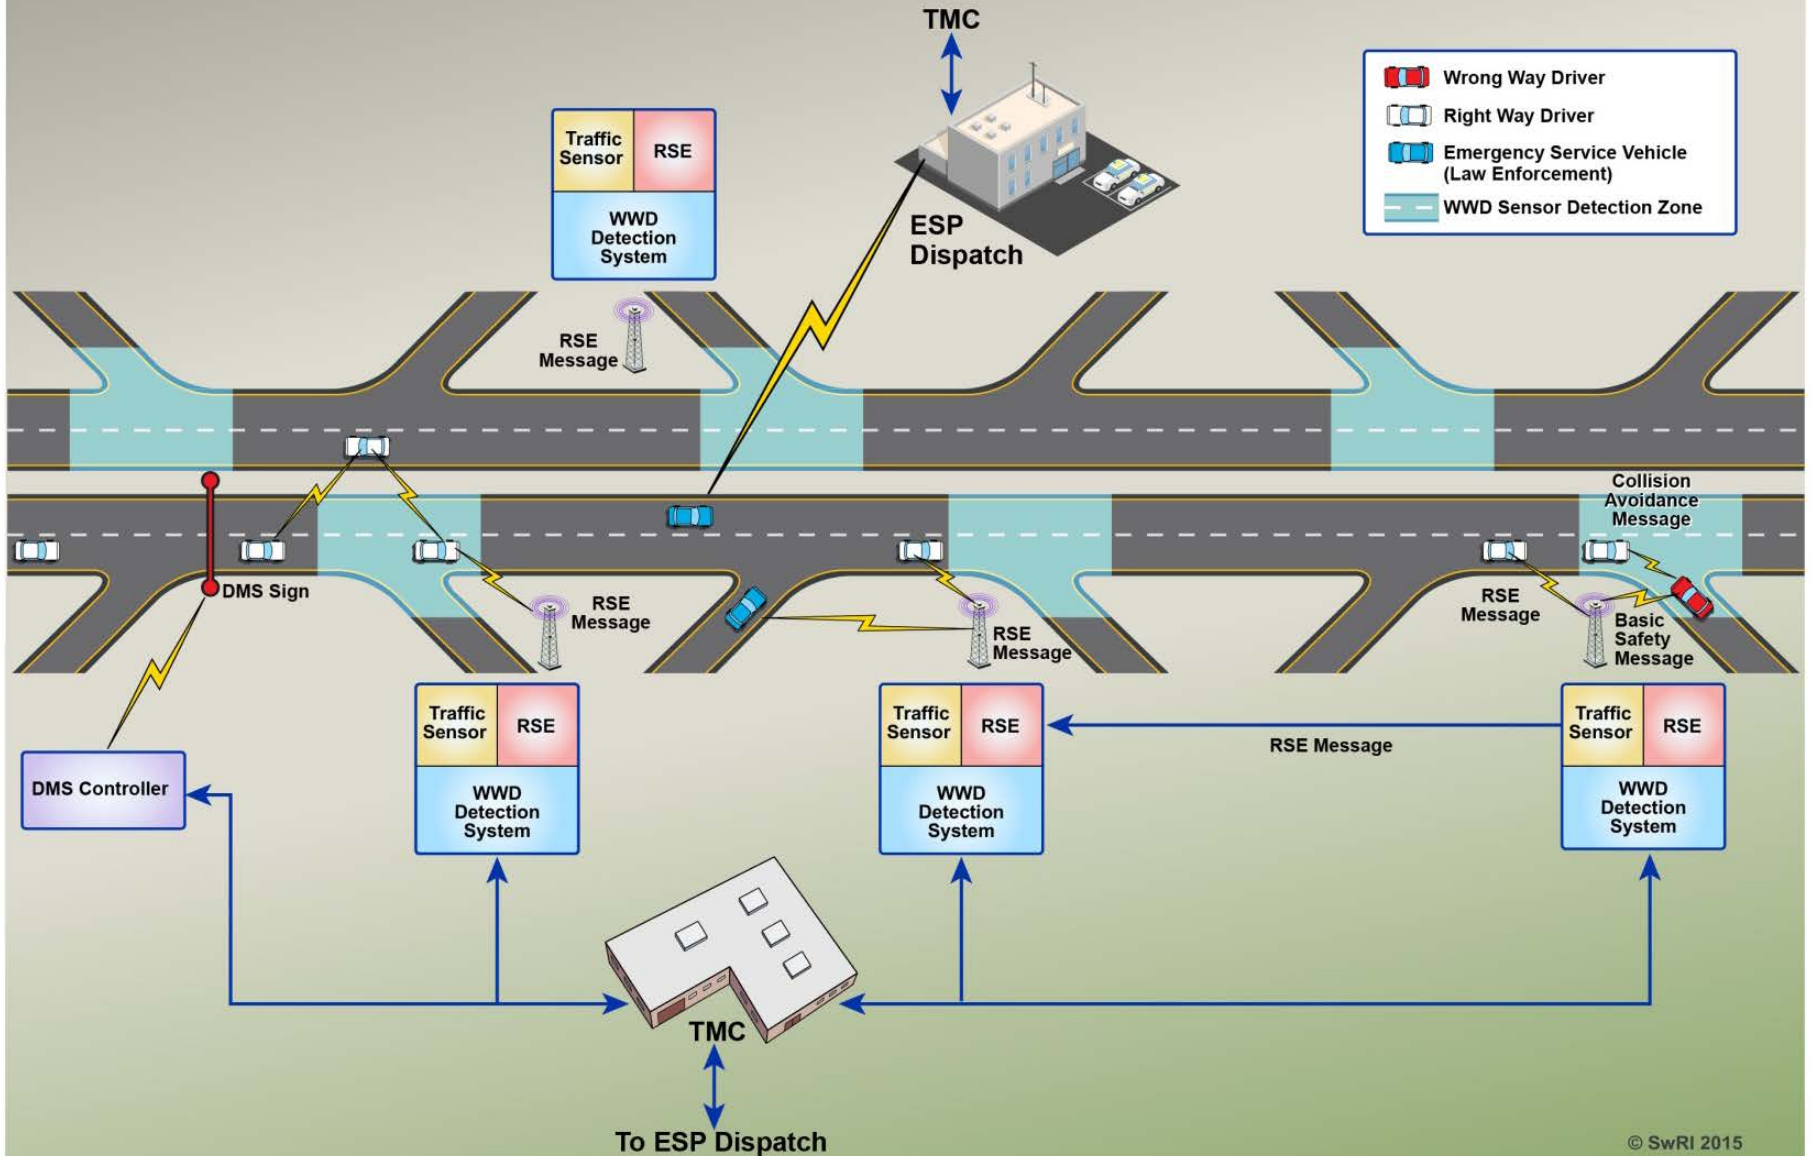 TMC
Wrong Way Driver
Right Way Driver
Emergency Service Vehicle
(Law Enforcement)
WWD Sensor Detection Zone
Traffic
Sensor
RSE
WWD
Detection
System
ESP
Dispatch
RSE
Message
Collision
Avoidance
Message
DMS Sign
RSE
Message
RSE
Message
RSE
Message
Basic
Safety
Message
Traffic
Sensor
RSE
WWD
Detection
System
Traffic
Sensor
RSE
WWD
Detection
System
RSE Message
Traffic
Sensor
RSE
WWD
Detection
System
DMS Controller
TMC
To ESP Dispatch
© SwRI 2015